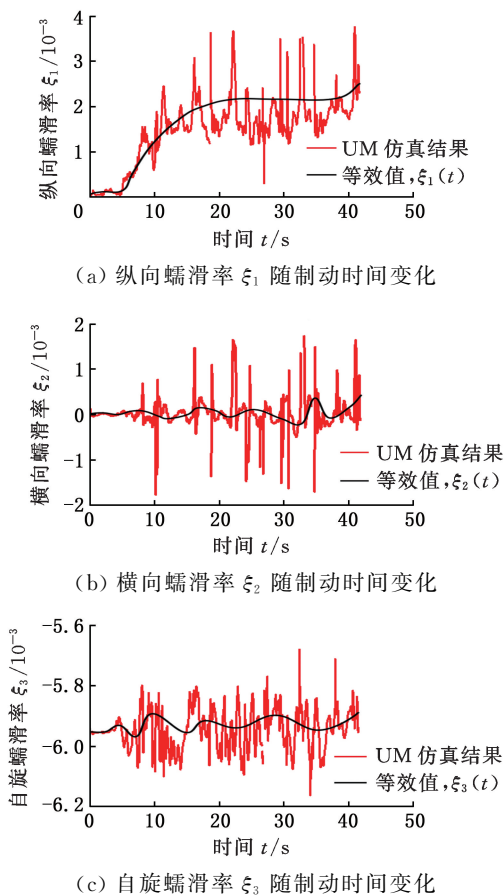 4
3
2
1
0
10
20
30
40
50
纵向蠕滑率 ξ₁/10⁻³
时间 t/s
UM 仿真结果
等效值,ξ₁(t)
(a) 纵向蠕滑率 ξ₁ 随制动时间变化
2
1
0
-1
-2
0
10
20
30
40
50
横向蠕滑率 ξ₂/10⁻³
时间 t/s
UM 仿真结果
等效值,ξ₂(t)
(b) 横向蠕滑率 ξ₂ 随制动时间变化
-5.6
-5.8
-6.0
-6.2
0
10
20
30
40
50
自旋蠕滑率 ξ₃/10⁻³
时间 t/s
UM 仿真结果
等效值,ξ₃(t)
(c) 自旋蠕滑率 ξ₃ 随制动时间变化